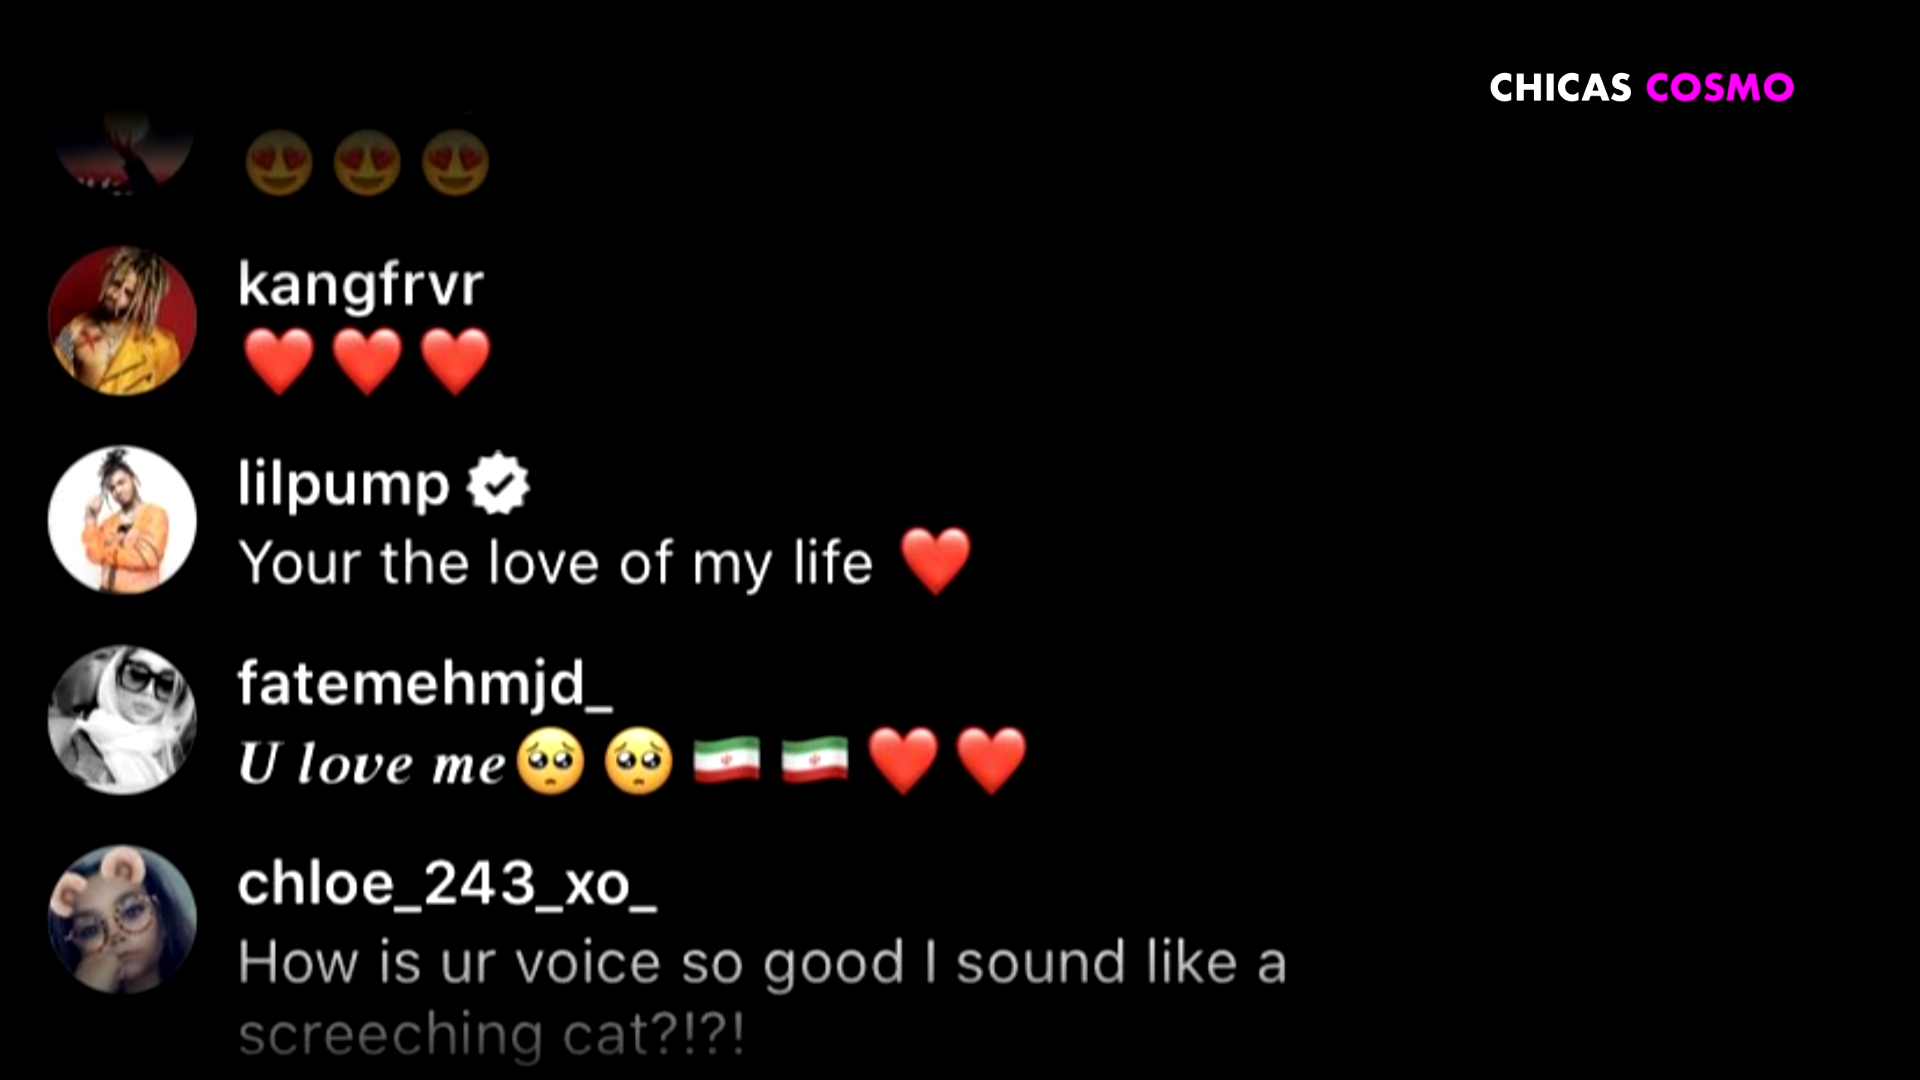 CHICAS COSMO
😍 😍 😍
kangfrvr
❤️ ❤️ ❤️
lilpump
Your the love of my life ❤️
fatemehmjd_
𝑼 𝒍𝒐𝒗𝒆 𝒎𝒆🥺 🥺 🇮🇷 🇮🇷 ❤️ ❤️
chloe_243_xo_
How is ur voice so good I sound like a
screeching cat?!?!